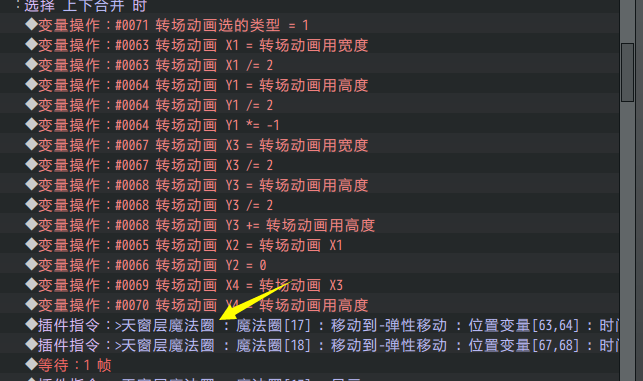 ：选择 上下合并 时
◆变量操作：#0071 转场动画选的类型 = 1
◆变量操作：#0063 转场动画 X1 = 转场动画用宽度
◆变量操作：#0063 转场动画 X1 /= 2
◆变量操作：#0064 转场动画 Y1 = 转场动画用高度
◆变量操作：#0064 转场动画 Y1 /= 2
◆变量操作：#0064 转场动画 Y1 *= -1
◆变量操作：#0067 转场动画 X3 = 转场动画用宽度
◆变量操作：#0067 转场动画 X3 /= 2
◆变量操作：#0068 转场动画 Y3 = 转场动画用高度
◆变量操作：#0068 转场动画 Y3 /= 2
◆变量操作：#0068 转场动画 Y3 += 转场动画用高度
◆变量操作：#0065 转场动画 X2 = 转场动画 X1
◆变量操作：#0066 转场动画 Y2 = 0
◆变量操作：#0069 转场动画 X4 = 转场动画 X3
◆变量操作：#0070 转场动画 = 转场动画用高度
◆插件指令：>天窗层魔法圈 : 魔法圈[17] : 移动到-弹性移动 : 位置变量[63,64] : 时
◆插件指令：>天窗层魔法圈 : 魔法圈[18] : 移动到-弹性移动 : 位置变量[67,68] : 时
◆等待：1 帧